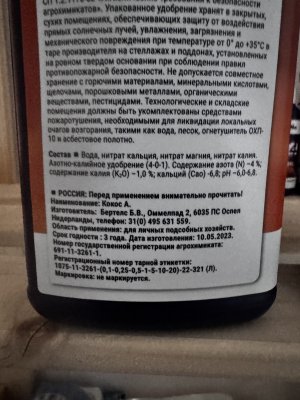 агрохимикатов». Упакованное удобрение хранят в закрытых,
сухих помещениях, обеспечивающих защиту от воздействия
прямых солнечных лучей, увлажнения, загрязнения и
механического повреждения при температуре от 0° до +35°С в
таре производителя на стеллажах и поддонах, установленных
на ровном твердом основании при соблюдении правил
противопожарной безопасности. Не допускается совместное
хранение с горючими материалами, минеральными кислотами,
щелочами, порошковыми металлами, органическими
веществами, пестицидами. Технологические и складские
помещения должны быть укомплектованы средствами
пожаротушения, необходимыми для ликвидации локальных
очагов возгорания, такими как вода, песок, огнетушитель ОХП-
10 и асбестовое полотно.
Состав ● Вода, нитрат кальция, нитрат магния, нитрат калия.
Азотно-калийное удобрение (4-0-1). Содержание азота (N) –4 %;
содержание калия (K₂O) –1,0 %; кальций (Cao) -6,8; pH –6.0-6.8.
■ РОССИЯ: Перед применением внимательно прочитать!
Наименование: Кокос А.
Изготовитель: Бертелс Б.В., Оммелпад 2, 6035 ПС Оспел
Нидерланды, телефон: 31(0) 495 631 559.
Область применения: для личных подсобных хозяйств.
Срок годности : 3 года. Дата изготовления: 10.05.2023.
Номер государственной регистрации агрохимиката:
691-11-3261-1.
Регистрационный номер тарной этикетки:
1075-11-3261-(0,1-0,25-0,5-1-5-10-20)-22-321 (Л).
Маркировка: не маркируется.